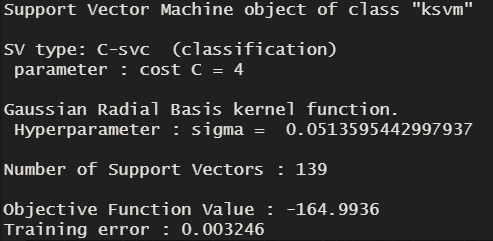 Support Vector Machine object of class "ksvm"
SV type: C-svc  (classification)
 parameter : cost C = 4
Gaussian Radial Basis kernel function.
 Hyperparameter : sigma =  0.0513595442997937
Number of Support Vectors : 139
Objective Function Value : -164.9936
Training error : 0.003246